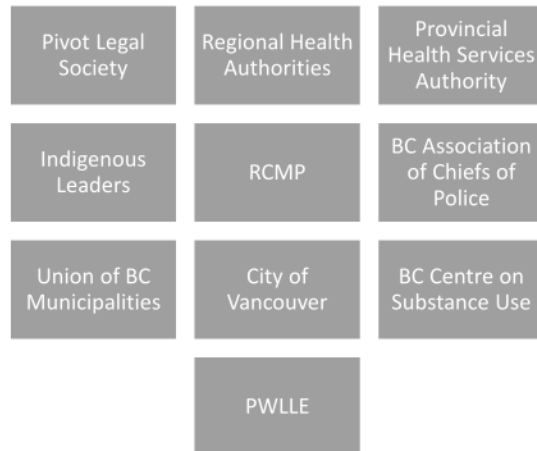 Pivot Legal
Society
Regional Health
Authorities
Provincial
Health Services
Authority
Indigenous
Leaders
RCMP
BC Association
of Chiefs of
Police
Union of BC
Municipalities
City of
Vancouver
BC Centre on
Substance Use
PWLLE